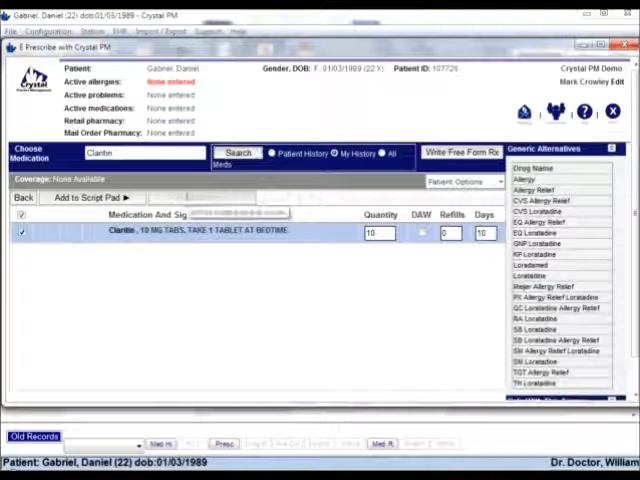 Gabriel, Daniel (22) dob:01/03/1989 - Crystal PM
File Configuration Station EHR Import / Export Support Help
E Prescribe with Crystal PM
Patient: Gabriel, Daniel Gender, DOB: F, 01/03/1989 (22 Y) Patient ID: 107726 Crystal PM Demo
Active allergies: None entered Mark Crowley Edit
Active problems: None entered
Active medications: None entered
Retail pharmacy: None entered
Mail Order Pharmacy: None entered
Crystal
Choose Medication Claritin Search Patient History My History All Meds Write Free Form Rx Generic Alternatives
Coverage: None Available Patient Options
Back Add to Script Pad
Medication And Sig Quantity DAW Refills Days
Claritin , 10 MG TABS, TAKE 1 TABLET AT BEDTIME. 10 0 10
Drug Name
Allergy
Allergy Relief
CVS Allergy Relief
CVS Loratadine
EQ Allergy Relief
EQ Loratadine
GNP Loratadine
KP Loratadine
Loradamed
Loratadine
Meijer Allergy Relief
PX Allergy Relief Loratadine
QC Loratadine Allergy Relief
RA Loratadine
SB Loratadine
SB Loratadine Allergy Relief
SM Allergy Relief Loratadine
SM Loratadine
TGT Allergy Relief
TH Loratadine
Old Records
Med Hi Presc Med R
Patient: Gabriel, Daniel (22) dob:01/03/1989 Dr. Doctor, William